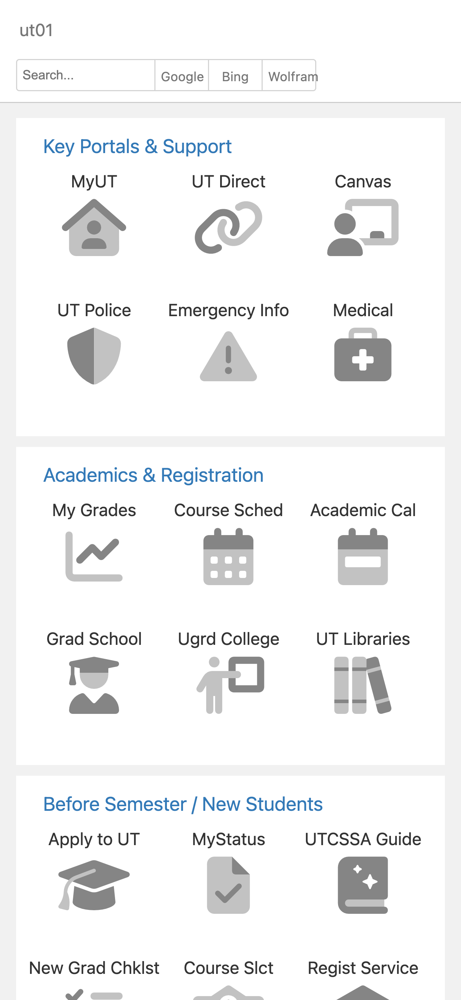 ut01
Search... Google Bing Wolfram
Key Portals & Support
MyUT UT Direct Canvas
UT Police Emergency Info Medical
Academics & Registration
My Grades Course Sched Academic Cal
Grad School Ugrd College UT Libraries
Before Semester / New Students
Apply to UT MyStatus UTCSSA Guide
New Grad Chklst Course Slct Regist Service